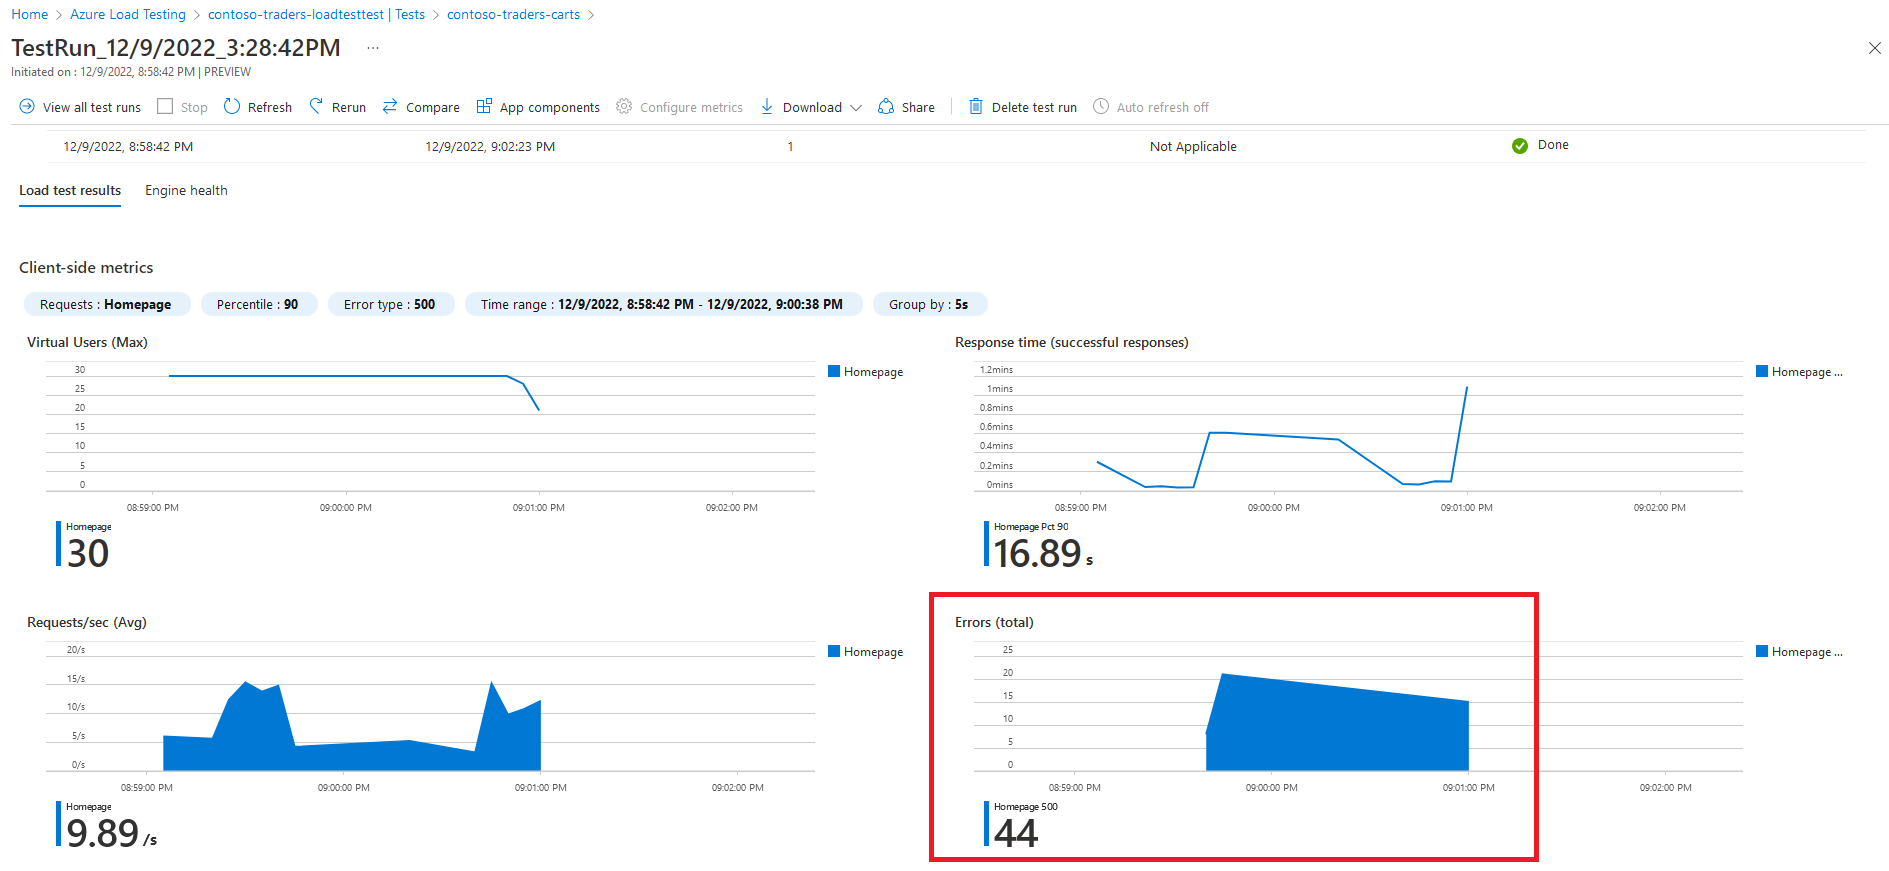 Home > Azure Load Testing > contoso-traders-loadtesttest | Tests > contoso-traders-carts >
TestRun_12/9/2022_3:28:42PM ...
Initiated on : 12/9/2022, 8:58:42 PM | PREVIEW
View all test runs Stop Refresh Rerun Compare App components Configure metrics Download Share Delete test run Auto refresh off
12/9/2022, 8:58:42 PM 12/9/2022, 9:02:23 PM 1 Not Applicable Done
Load test results Engine health
Client-side metrics
Requests : Homepage Percentile : 90 Error type : 500 Time range : 12/9/2022, 8:58:42 PM - 12/9/2022, 9:00:38 PM Group by : 5s
Virtual Users (Max)
30
25
20
15
10
5
0
08:59:00 PM 09:00:00 PM 09:01:00 PM 09:02:00 PM
Homepage
Homepage
30
Response time (successful responses)
1.2mins
1mins
0.8mins
0.6mins
0.4mins
0.2mins
0mins
08:59:00 PM 09:00:00 PM 09:01:00 PM 09:02:00 PM
Homepage ...
Homepage Pct 90
16.89 s
Requests/sec (Avg)
20/s
15/s
10/s
5/s
0/s
08:59:00 PM 09:00:00 PM 09:01:00 PM 09:02:00 PM
Homepage
Homepage
9.89 /s
Errors (total)
25
20
15
10
5
0
08:59:00 PM 09:00:00 PM 09:01:00 PM 09:02:00 PM
Homepage ...
Homepage 500
44